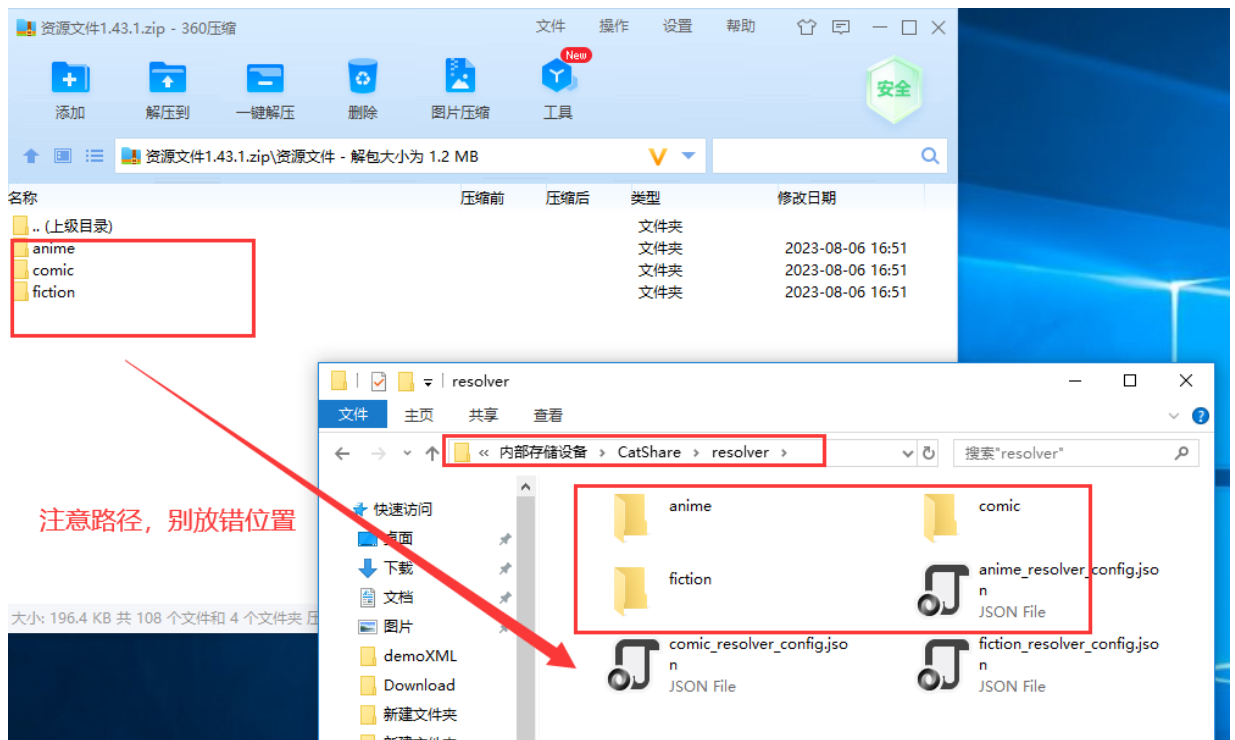 资源文件1.43.1.zip - 360压缩
文件 操作 设置 帮助
New
添加 解压到 一键解压 删除 图片压缩 工具
安全
资源文件1.43.1.zip\资源文件 - 解包大小为 1.2 MB
名称 压缩前 压缩后 类型 修改日期
.. (上级目录) 文件夹
anime 文件夹 2023-08-06 16:51
comic 文件夹 2023-08-06 16:51
fiction 文件夹 2023-08-06 16:51
注意路径，别放错位置
大小: 196.4 KB 共 108 个文件和 4 个文件夹
resolver
文件 主页 共享 查看
« 内部存储设备 › CatShare › resolver ›
搜索"resolver"
快速访问
桌面
下载
文档
图片
demoXML
Download
新建文件夹
anime
comic
fiction
anime_resolver_config.jso
n
JSON File
comic_resolver_config.jso
n
JSON File
fiction_resolver_config.jso
n
JSON File